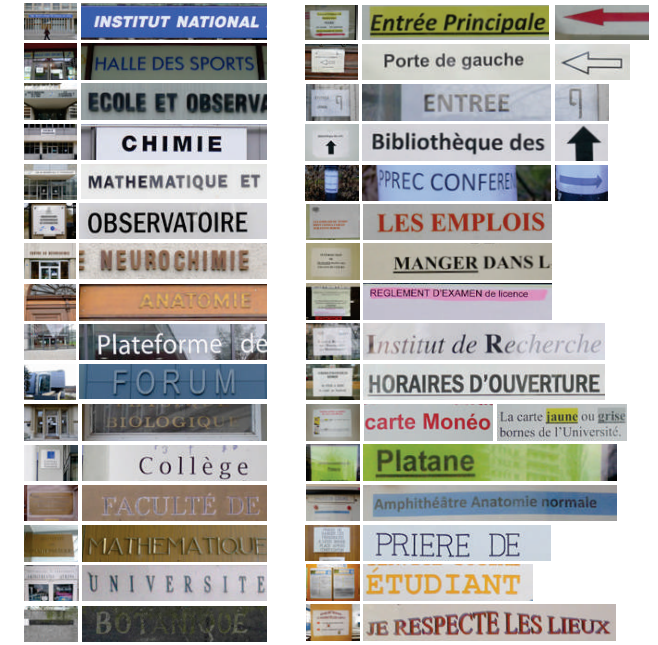 INSTITUT NATIONAL
HALLE DES SPORTS
ECOLE ET OBSERVA
CHIMIE
MATHEMATIQUE ET
OBSERVATOIRE
NEUROCHIMIE
ANATOMIE
Plateforme de
FORUM
BIOLOGIQUE
Collège
FACULTÉ DE
MATHEMATIQUE
UNIVERSITE
BOTANIQUE
Entrée Principale
Porte de gauche
ENTREE
Bibliothèque des
PPREC CONFEREN
LES EMPLOIS
MANGER DANS L
REGLEMENT D'EXAMEN de licence
Institut de Recherche
HORAIRES D'OUVERTURE
carte Monéo
La carte jaune ou grise
bornes de l'Université.
Platane
Amphithéâtre Anatomie normale
PRIERE DE
ÉTUDIANT
JE RESPECTE LES LIEUX